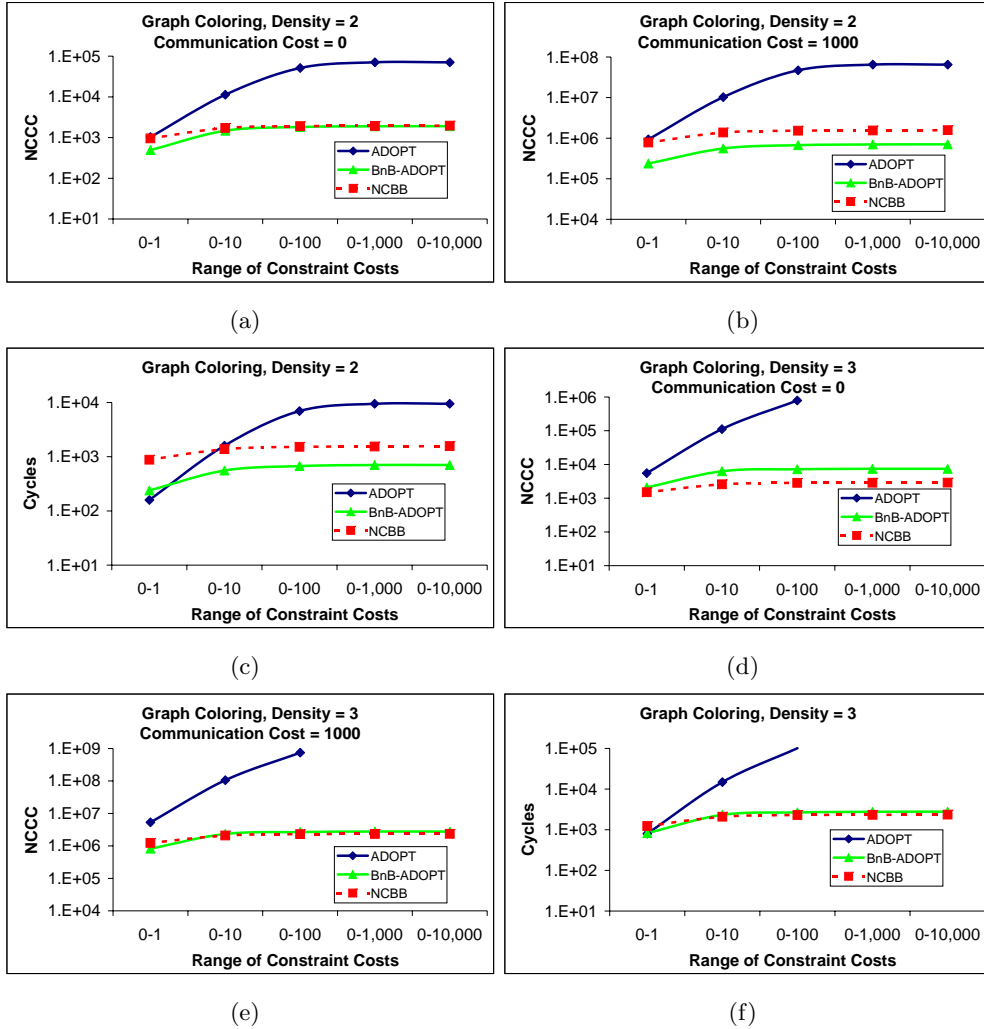 Graph Coloring, Density = 2
Communication Cost = 0
1.E+05
1.E+04
1.E+03
1.E+02
1.E+01
NCCC
ADOPT
BnB-ADOPT
NCBB
0-1 0-10 0-100 0-1,000 0-10,000
Range of Constraint Costs
(a)
Graph Coloring, Density = 2
Communication Cost = 1000
1.E+08
1.E+07
1.E+06
1.E+05
1.E+04
NCCC
ADOPT
BnB-ADOPT
NCBB
0-1 0-10 0-100 0-1,000 0-10,000
Range of Constraint Costs
(b)
Graph Coloring, Density = 2
1.E+04
1.E+03
1.E+02
1.E+01
Cycles
ADOPT
BnB-ADOPT
NCBB
0-1 0-10 0-100 0-1,000 0-10,000
Range of Constraint Costs
(c)
Graph Coloring, Density = 3
Communication Cost = 0
1.E+06
1.E+05
1.E+04
1.E+03
1.E+02
1.E+01
NCCC
ADOPT
BnB-ADOPT
NCBB
0-1 0-10 0-100 0-1,000 0-10,000
Range of Constraint Costs
(d)
Graph Coloring, Density = 3
Communication Cost = 1000
1.E+09
1.E+08
1.E+07
1.E+06
1.E+05
1.E+04
NCCC
ADOPT
BnB-ADOPT
NCBB
0-1 0-10 0-100 0-1,000 0-10,000
Range of Constraint Costs
(e)
Graph Coloring, Density = 3
1.E+05
1.E+04
1.E+03
1.E+02
1.E+01
Cycles
ADOPT
BnB-ADOPT
NCBB
0-1 0-10 0-100 0-1,000 0-10,000
Range of Constraint Costs
(f)